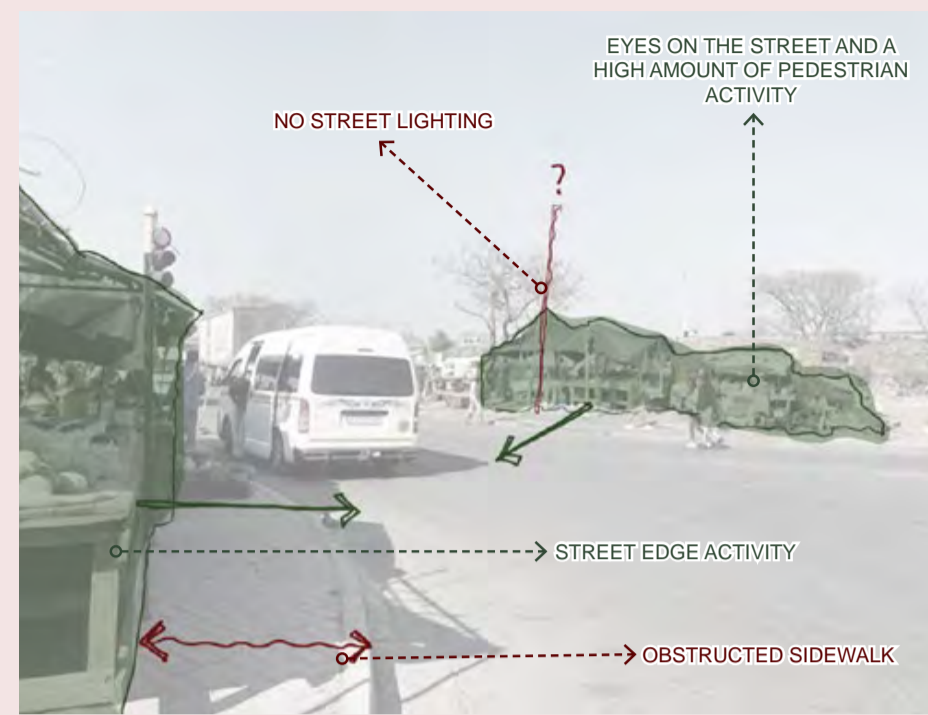 EYES ON THE STREET AND A
HIGH AMOUNT OF PEDESTRIAN
ACTIVITY
NO STREET LIGHTING
?
STREET EDGE ACTIVITY
OBSTRUCTED SIDEWALK